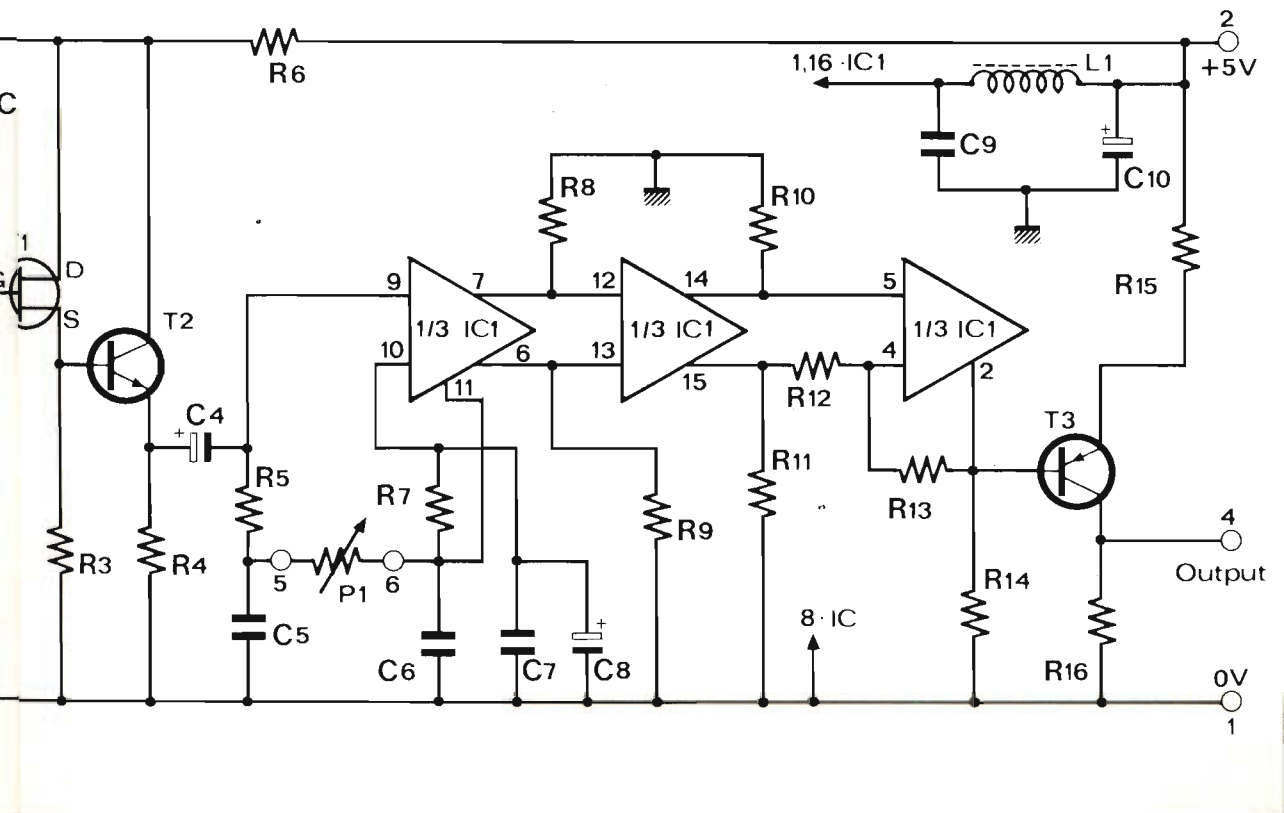 2
+5V
R6
1,16 · IC1
L1
C
C9
+
C10
R8
R10
1
D
G
S
T2
9
7
1/3 IC1
10
6
11
12
14
1/3 IC1
13
15
5
1/3 IC1
4
2
R12
R15
T3
C4
+
R5
R7
R9
R11
R13
R3
R4
5
P1
6
4
Output
R14
C5
C6
C7
+
C8
8 · IC
R16
0V
1